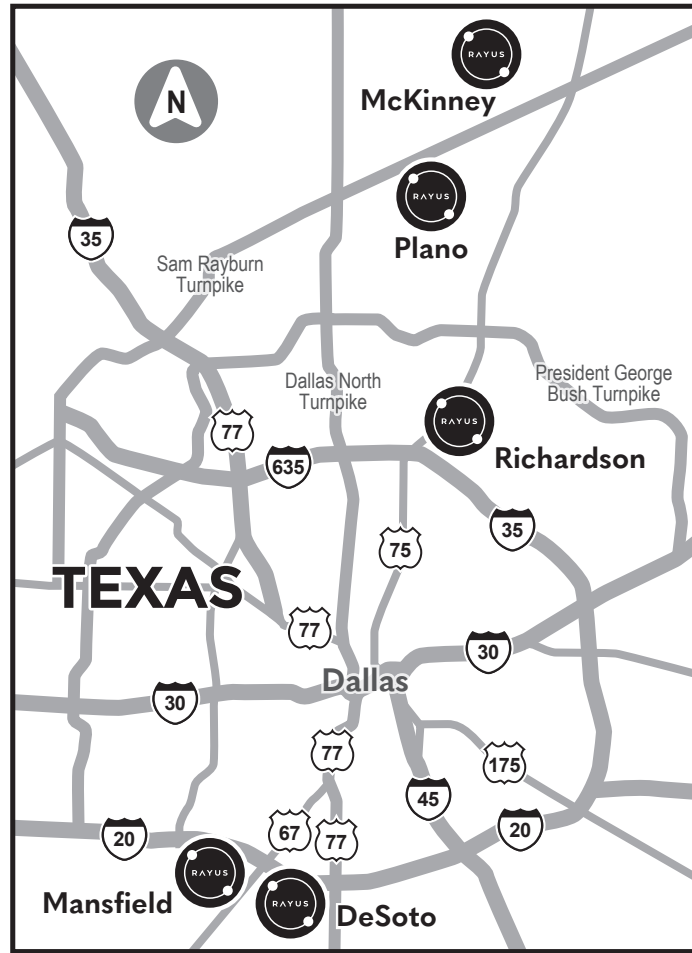 N
RAYUS
McKinney
RAYUS
Plano
35
Sam Rayburn
Turnpike
Dallas North
Turnpike
President George
Bush Turnpike
77
RAYUS
Richardson
635
35
75
TEXAS
77
30
Dallas
30
77
175
45
20
67
77
20
RAYUS
Mansfield
RAYUS
DeSoto